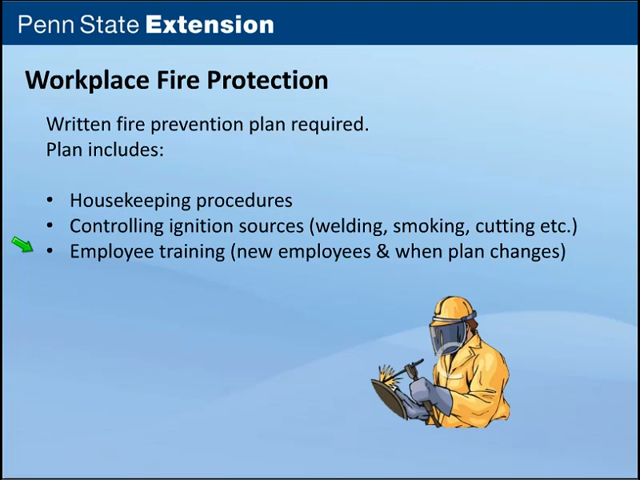 Penn State Extension
Workplace Fire Protection
Written fire prevention plan required.
Plan includes:
• Housekeeping procedures
• Controlling ignition sources (welding, smoking, cutting etc.)
• Employee training (new employees & when plan changes)